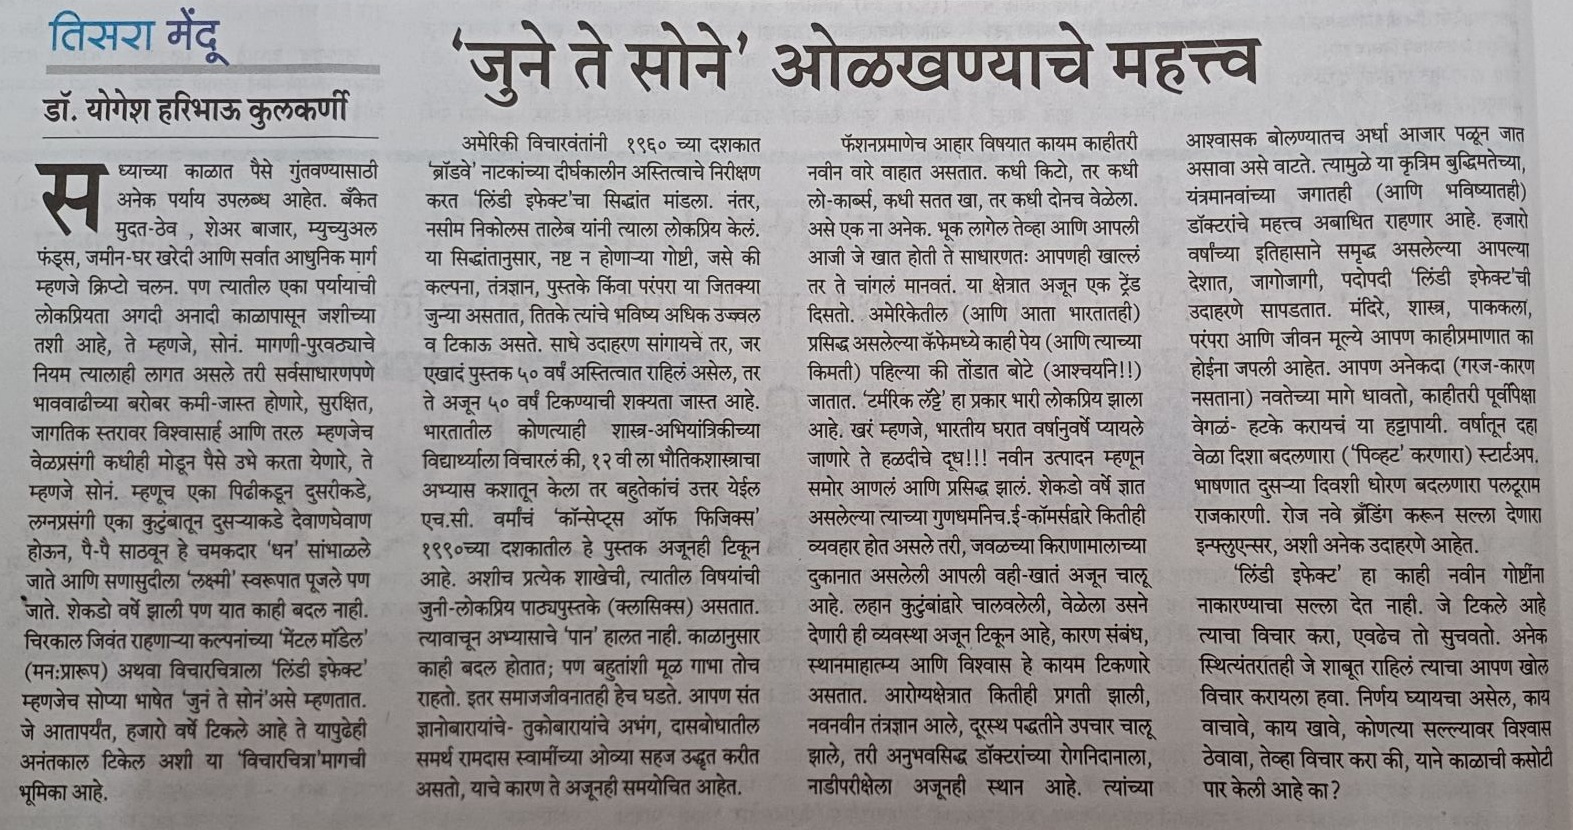 तिसरा मेंदू
'जुने ते सोने' ओळखण्याचे महत्त्व
डॉ. योगेश हरिभाऊ कुलकर्णी
सध्याच्या काळात पैसे गुंतवण्यासाठी
अनेक पर्याय उपलब्ध आहेत. बँकेत
मुदत-ठेव , शेअर बाजार, म्युच्युअल
फंड्स, जमीन-घर खरेदी आणि सर्वात आधुनिक मार्ग
म्हणजे क्रिप्टो चलन. पण त्यातील एका पर्यायाची
लोकप्रियता अगदी अनादी काळापासून जशीच्या
तशी आहे, ते म्हणजे, सोनं. मागणी-पुरवठ्याचे
नियम त्यालाही लागत असले तरी सर्वसाधारणपणे
भाववाढीच्या बरोबर कमी-जास्त होणारे, सुरक्षित,
जागतिक स्तरावर विश्वासार्ह आणि तरल म्हणजेच
वेळप्रसंगी कधीही मोडून पैसे उभे करता येणारे, ते
म्हणजे सोनं. म्हणूच एका पिढीकडून दुसरीकडे,
लग्नप्रसंगी एका कुटुंबातून दुसऱ्याकडे देवाणघेवाण
होऊन, पै-पै साठवून हे चमकदार 'धन' सांभाळले
जाते आणि सणासुदीला 'लक्ष्मी' स्वरूपात पूजले पण
जाते. शेकडो वर्षे झाली पण यात काही बदल नाही.
चिरकाल जिवंत राहणाऱ्या कल्पनांच्या 'मेंटल मॉडेल'
(मन:प्रारूप) अथवा विचारचित्राला 'लिंडी इफेक्ट'
म्हणजेच सोप्या भाषेत 'जुनं ते सोनं'असे म्हणतात.
जे आतापर्यंत, हजारो वर्षे टिकले आहे ते यापुढेही
अनंतकाल टिकेल अशी या 'विचारचित्रा'मागची
भूमिका आहे.
अमेरिकी विचारवंतांनी १९६० च्या दशकात
'ब्रॉडवे' नाटकांच्या दीर्घकालीन अस्तित्वाचे निरीक्षण
करत 'लिंडी इफेक्ट'चा सिद्धांत मांडला. नंतर,
नसीम निकोलस तालेब यांनी त्याला लोकप्रिय केलं.
या सिद्धांतानुसार, नष्ट न होणाऱ्या गोष्टी, जसे की
कल्पना, तंत्रज्ञान, पुस्तके किंवा परंपरा या जितक्या
जुन्या असतात, तितके त्यांचे भविष्य अधिक उज्ज्वल
व टिकाऊ असते. साधे उदाहरण सांगायचे तर, जर
एखादं पुस्तक ५० वर्षं अस्तित्वात राहिलं असेल, तर
ते अजून ५० वर्षं टिकण्याची शक्यता जास्त आहे.
भारतातील कोणत्याही शास्त्र-अभियांत्रिकीच्या
विद्यार्थ्याला विचारलं की, १२ वी ला भौतिकशास्त्राचा
अभ्यास कशातून केला तर बहुतेकांचं उत्तर येईल
एच.सी. वर्मांचं 'कॉन्सेप्ट्स ऑफ फिजिक्स'
१९९०च्या दशकातील हे पुस्तक अजूनही टिकून
आहे. अशीच प्रत्येक शाखेची, त्यातील विषयांची
जुनी-लोकप्रिय पाठ्यपुस्तके (क्लासिक्स) असतात.
त्यावाचून अभ्यासाचे 'पान' हालत नाही. काळानुसार
काही बदल होतात; पण बहुतांशी मूळ गाभा तोच
राहतो. इतर समाजजीवनातही हेच घडते. आपण संत
ज्ञानोबारायांचे- तुकोबारायांचे अभंग, दासबोधातील
समर्थ रामदास स्वामींच्या ओव्या सहज उद्धृत करीत
असतो, याचे कारण ते अजूनही समयोचित आहेत.
फॅशनप्रमाणेच आहार विषयात कायम काहीतरी
नवीन वारे वाहात असतात. कधी किटो, तर कधी
लो-कार्ब्स, कधी सतत खा, तर कधी दोनच वेळेला.
असे एक ना अनेक. भूक लागेल तेव्हा आणि आपली
आजी जे खात होती ते साधारणतः आपणही खाल्लं
तर ते चांगलं मानवतं. या क्षेत्रात अजून एक ट्रेंड
दिसतो. अमेरिकेतील (आणि आता भारतातही)
प्रसिद्ध असलेल्या कॅफेमध्ये काही पेय (आणि त्याच्या
किमती) पहिल्या की तोंडात बोटे (आश्चर्याने!!)
जातात. 'टर्मरिक लॅट्टे' हा प्रकार भारी लोकप्रिय झाला
आहे. खरं म्हणजे, भारतीय घरात वर्षानुवर्षे प्यायले
जाणारे ते हळदीचे दूध!!! नवीन उत्पादन म्हणून
समोर आणलं आणि प्रसिद्ध झालं. शेकडो वर्षे ज्ञात
असलेल्या त्याच्या गुणधर्मानेच.ई-कॉमर्सद्वारे कितीही
व्यवहार होत असले तरी, जवळच्या किराणामालाच्या
दुकानात असलेली आपली वही-खातं अजून चालू
आहे. लहान कुटुंबांद्वारे चालवलेली, वेळेला उसने
देणारी ही व्यवस्था अजून टिकून आहे, कारण संबंध,
स्थानमाहात्म्य आणि विश्वास हे कायम टिकणारे
असतात. आरोग्यक्षेत्रात कितीही प्रगती झाली,
नवनवीन तंत्रज्ञान आले, दूरस्थ पद्धतीने उपचार चालू
झाले, तरी अनुभवसिद्ध डॉक्टरांच्या रोगनिदानाला,
नाडीपरीक्षेला अजूनही स्थान आहे. त्यांच्या
आश्वासक बोलण्यातच अर्धा आजार पळून जात
असावा असे वाटते. त्यामुळे या कृत्रिम बुद्धिमतेच्या,
यंत्रमानवांच्या जगातही (आणि भविष्यातही)
डॉक्टरांचे महत्त्व अबाधित राहणार आहे. हजारो
वर्षांच्या इतिहासाने समृद्ध असलेल्या आपल्या
देशात, जागोजागी, पदोपदी 'लिंडी इफेक्ट'ची
उदाहरणे सापडतात. मंदिरे, शास्त्र, पाककला,
परंपरा आणि जीवन मूल्ये आपण काहीप्रमाणात का
होईना जपली आहेत. आपण अनेकदा (गरज-कारण
नसताना) नवतेच्या मागे धावतो, काहीतरी पूर्वीपेक्षा
वेगळं- हटके करायचं या हट्टापायी. वर्षातून दहा
वेळा दिशा बदलणारा ('पिव्हट' करणारा) स्टार्टअप,
भाषणात दुसऱ्या दिवशी धोरण बदलणारा पलटूराम
राजकारणी. रोज नवे ब्रँडिंग करून सल्ला देणारा
इन्फ्लुएन्सर, अशी अनेक उदाहरणे आहेत.
'लिंडी इफेक्ट' हा काही नवीन गोष्टींना
नाकारण्याचा सल्ला देत नाही. जे टिकले आहे
त्याचा विचार करा, एवढेच तो सुचवतो. अनेक
स्थित्यंतरातही जे शाबूत राहिलं त्याचा आपण खोल
विचार करायला हवा. निर्णय घ्यायचा असेल, काय
वाचावे, काय खावे, कोणत्या सल्ल्यावर विश्वास
ठेवावा, तेव्हा विचार करा की, याने काळाची कसोटी
पार केली आहे का?